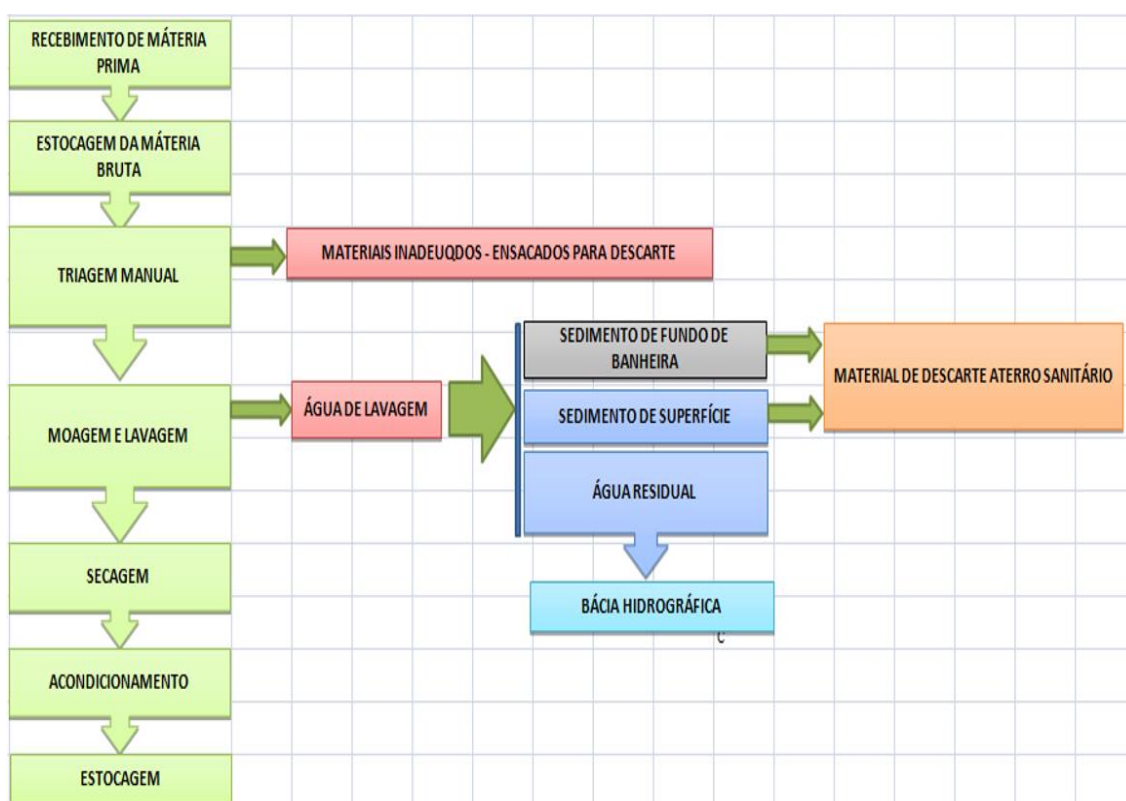 RECEBIMENTO DE MÁTERIA
PRIMA
ESTOCAGEM DA MÁTERIA
BRUTA
TRIAGEM MANUAL
MATERIAIS INADEUQDOS - ENSACADOS PARA DESCARTE
MOAGEM E LAVAGEM
ÁGUA DE LAVAGEM
SEDIMENTO DE FUNDO DE
BANHEIRA
SEDIMENTO DE SUPERFÍCIE
ÁGUA RESIDUAL
MATERIAL DE DESCARTE ATERRO SANITÁRIO
BÁCIA HIDROGRÁFICA
C
SECAGEM
ACONDICIONAMENTO
ESTOCAGEM